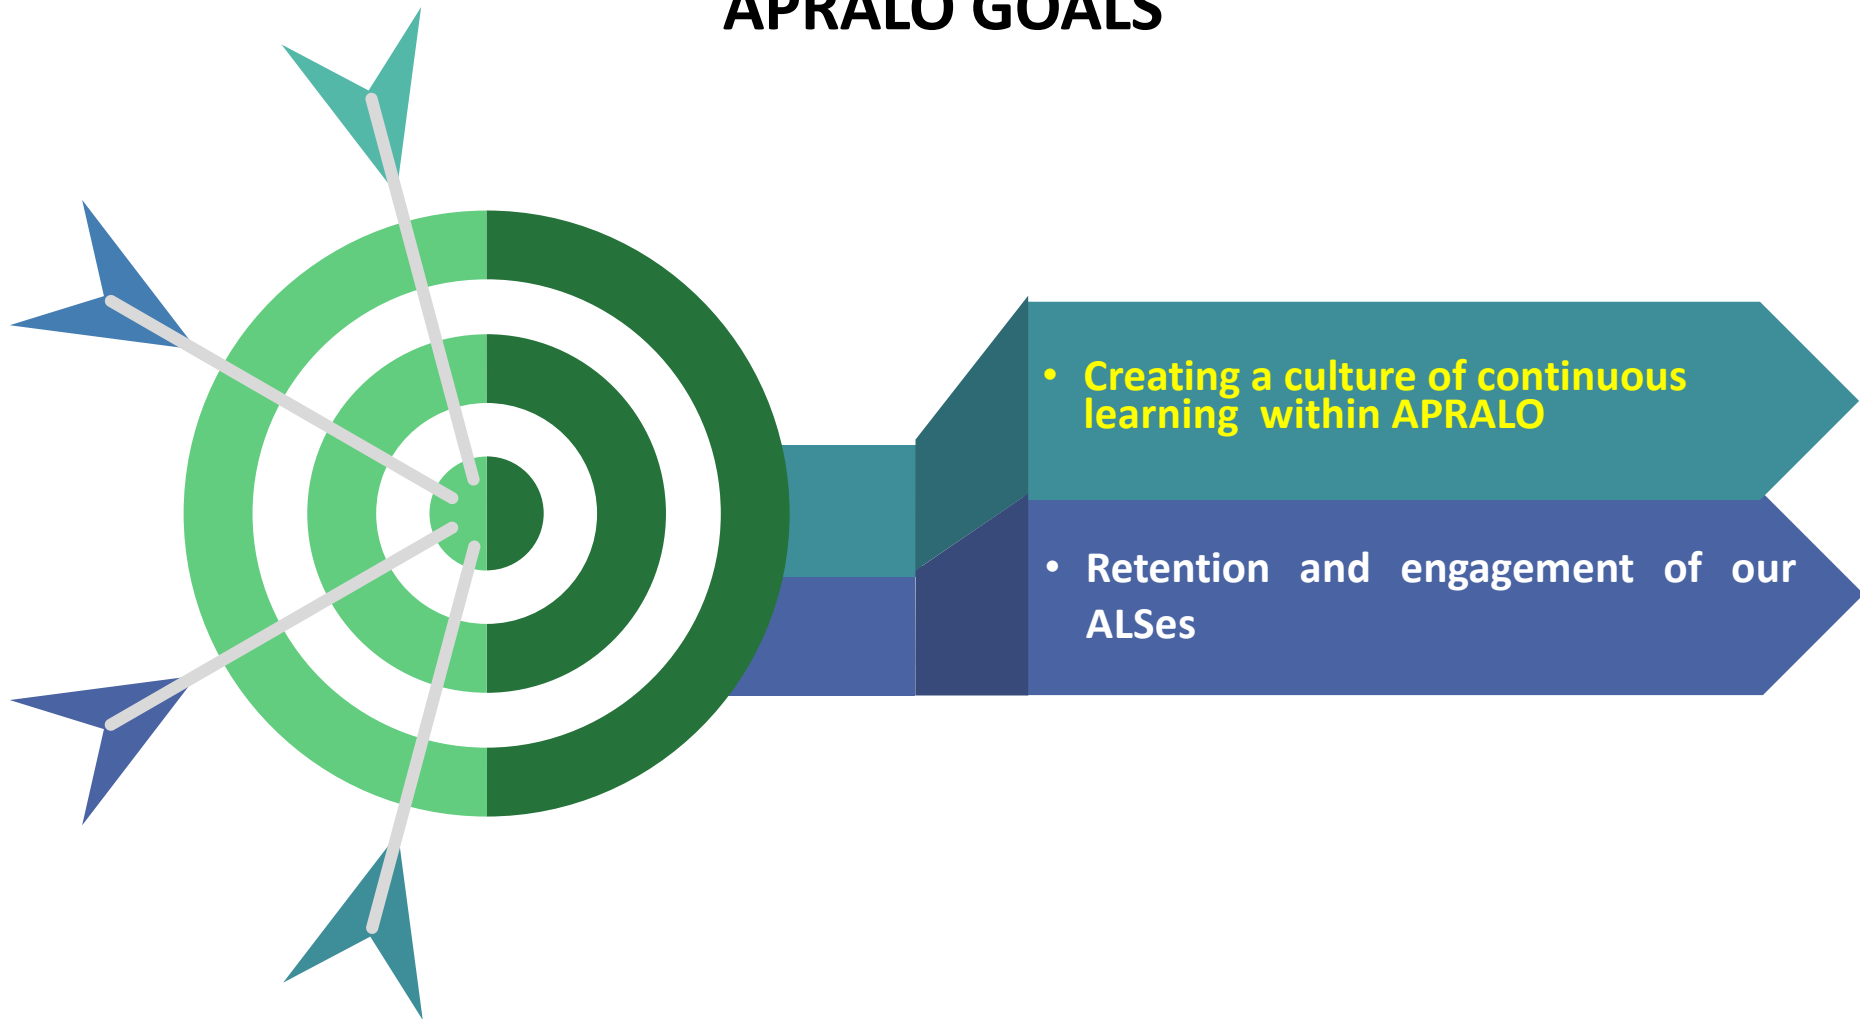 APRALO GOALS
• Creating a culture of continuous
learning within APRALO
• Retention and engagement of our
ALSes